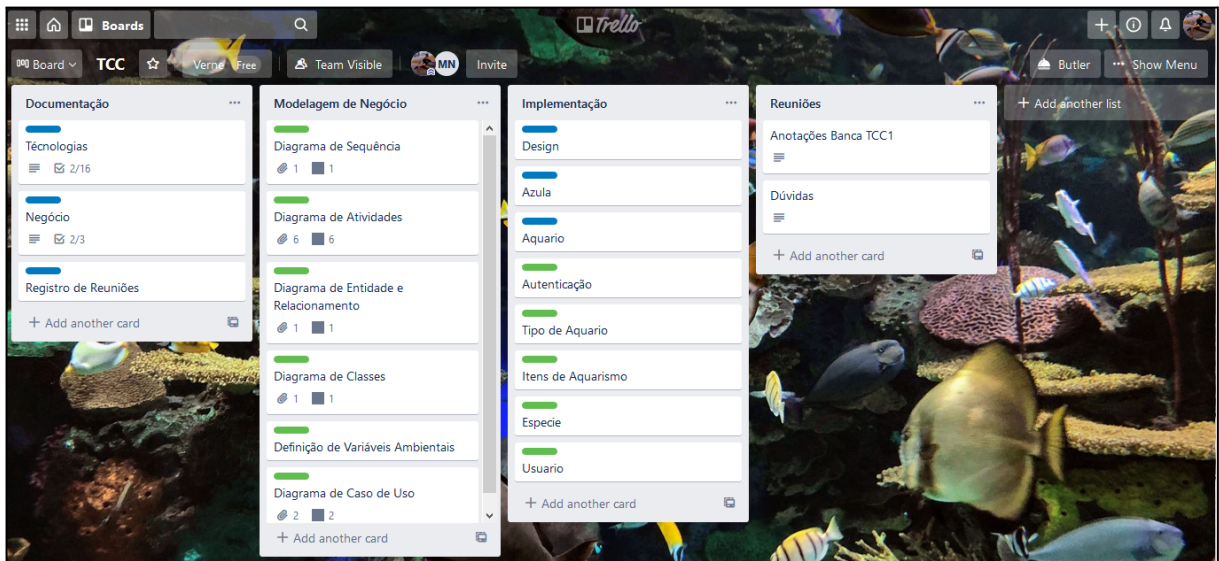 Boards
Trello
Board
TCC
Verne Free
Team Visible
MN
Invite
Butler
Show Menu
Documentação
Técnologias
2/16
Negócio
2/3
Registro de Reuniões
+ Add another card
Modelagem de Negócio
Diagrama de Sequência
1 1
Diagrama de Atividades
6 6
Diagrama de Entidade e
Relacionamento
1 1
Diagrama de Classes
1 1
Definição de Variáveis Ambientais
Diagrama de Caso de Uso
2 2
+ Add another card
Implementação
Design
Azula
Aquario
Autenticação
Tipo de Aquario
Itens de Aquarismo
Especie
Usuario
+ Add another card
Reuniões
Anotações Banca TCC1
Dúvidas
+ Add another card
+ Add another list